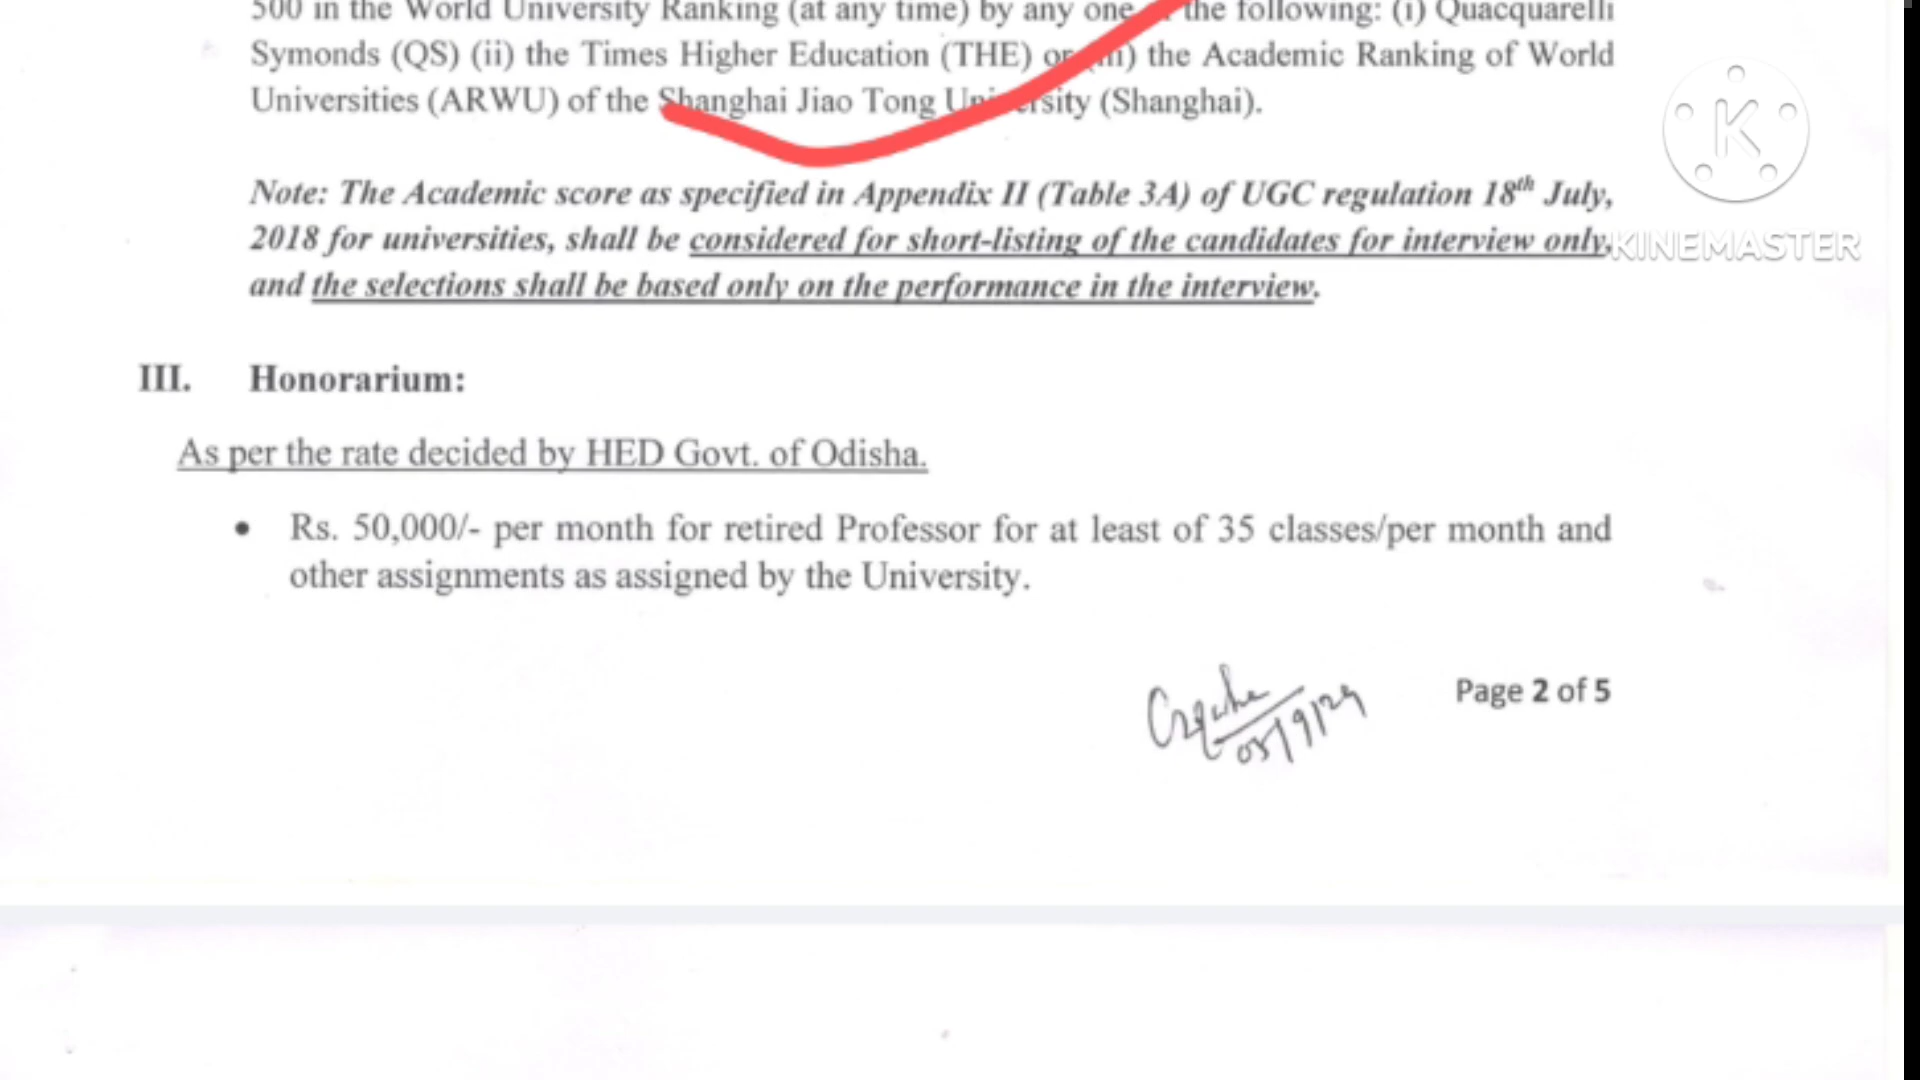 500 in the World University Ranking (at any time) by any one the following: (i) Quacquarelli
Symonds (QS) (ii) the Times Higher Education (THE) or (iii) the Academic Ranking of World
Universities (ARWU) of the Shanghai Jiao Tong University (Shanghai).
Note: The Academic score as specified in Appendix II (Table 3A) of UGC regulation 18th July,
2018 for universities, shall be considered for short-listing of the candidates for interview only,
and the selections shall be based only on the performance in the interview.
K
KINEMASTER
III. Honorarium:
As per the rate decided by HED Govt. of Odisha.
• Rs. 50,000/- per month for retired Professor for at least of 35 classes/per month and
other assignments as assigned by the University.
Page 2 of 5